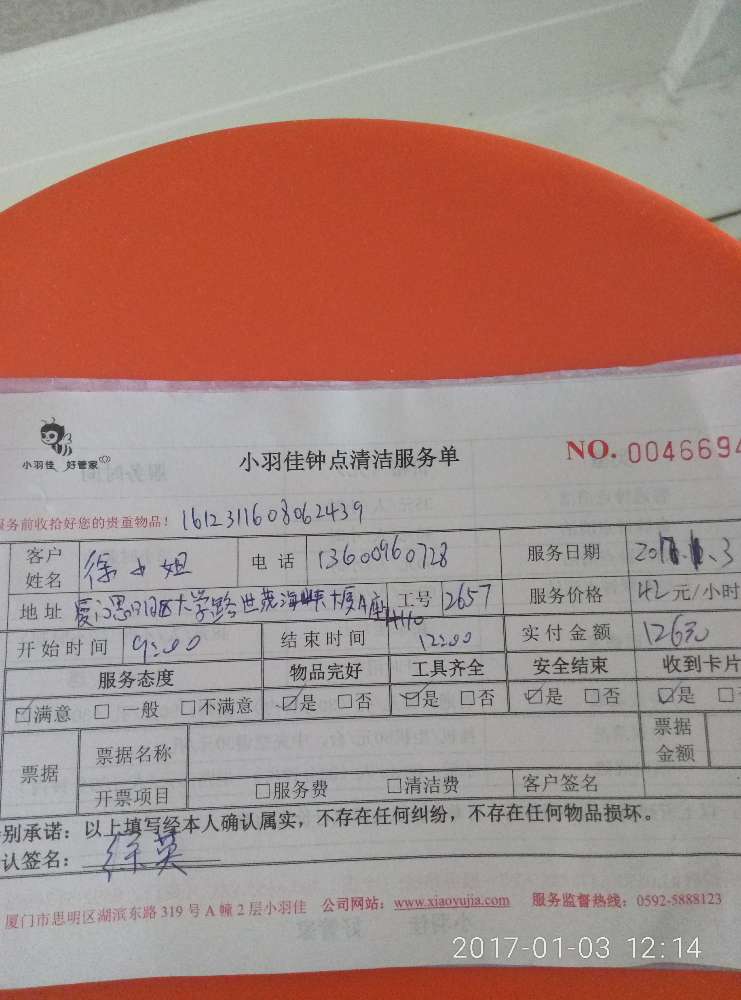 小羽佳 好管家
小羽佳钟点清洁服务单
NO. 0046694
服务前收拾好您的贵重物品! 1612311608062439
客户姓名 徐小姐 电话 13600960728 服务日期 2017.1.3
地址 厦门思明区大学路世茂海峡大厦A座 工号 2657 服务价格 42元/小时
开始时间 9:00 结束时间 12:00 实付金额 126元
服务态度 物品完好 工具齐全 安全结束 收到卡片
☑满意 □一般 □不满意 ☑是 □否 ☑是 □否 ☑是 □否 ☑是 □
票据 票据名称 票据金额
开票项目 □服务费 □清洁费 客户签名
别承诺：以上填写经本人确认属实，不存在任何纠纷，不存在任何物品损坏。
认签名：徐英
厦门市思明区湖滨东路319号A幢2层小羽佳 公司网站：www.xiaoyujia.com 服务监督热线：0592-5888123
2017-01-03 12:14